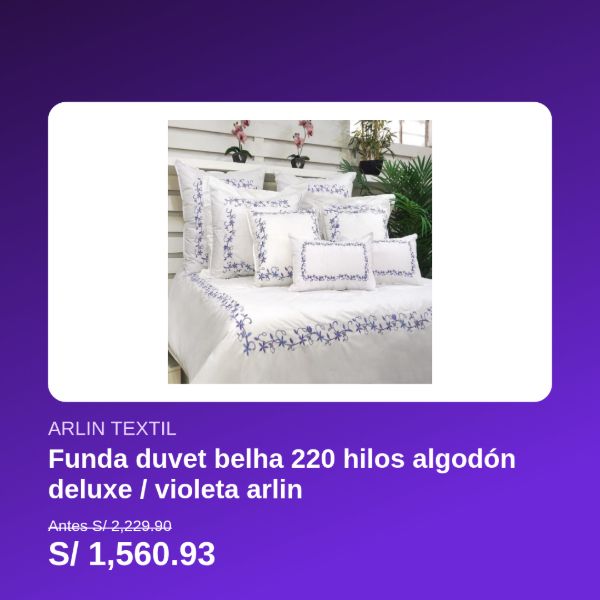 ARLIN TEXTIL
Funda duvet belha 220 hilos algodón
deluxe / violeta arlin
Antes S/ 2,229.90
S/ 1,560.93